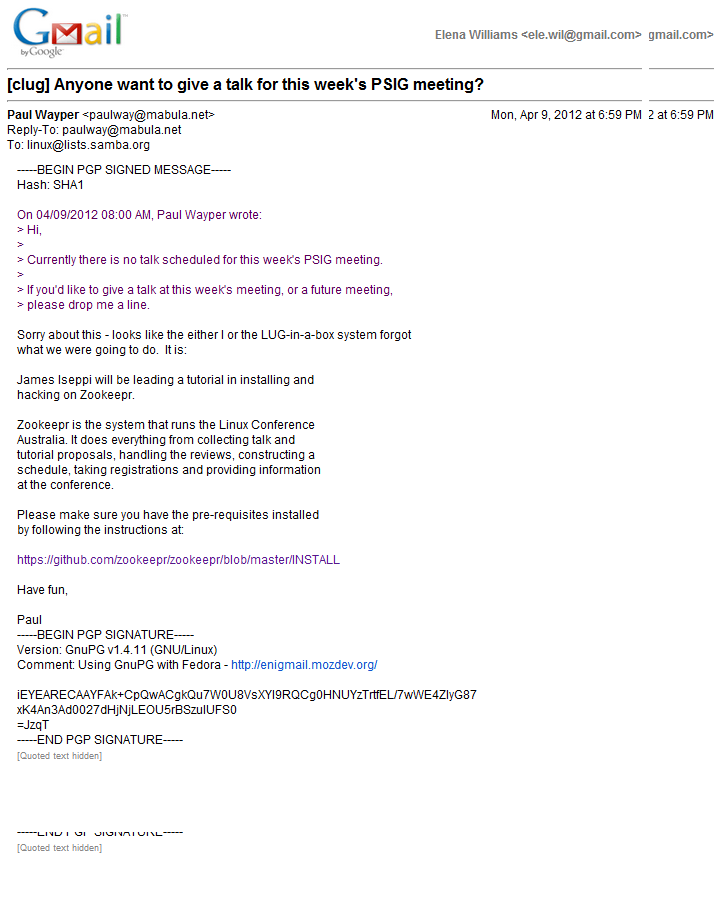 Gmail™
by Google
Elena Williams <ele.wil@gmail.com> gmail.com>
[clug] Anyone want to give a talk for this week's PSIG meeting?
Paul Wayper <paulway@mabula.net> Mon, Apr 9, 2012 at 6:59 PM 2 at 6:59 PM
Reply-To: paulway@mabula.net
To: linux@lists.samba.org
-----BEGIN PGP SIGNED MESSAGE-----
Hash: SHA1
On 04/09/2012 08:00 AM, Paul Wayper wrote:
> Hi,
>
> Currently there is no talk scheduled for this week's PSIG meeting.
>
> If you'd like to give a talk at this week's meeting, or a future meeting,
> please drop me a line.
Sorry about this - looks like the either I or the LUG-in-a-box system forgot
what we were going to do. It is:
James Iseppi will be leading a tutorial in installing and
hacking on Zookeepr.
Zookeepr is the system that runs the Linux Conference
Australia. It does everything from collecting talk and
tutorial proposals, handling the reviews, constructing a
schedule, taking registrations and providing information
at the conference.
Please make sure you have the pre-requisites installed
by following the instructions at:
https://github.com/zookeepr/zookeepr/blob/master/INSTALL
Have fun,
Paul
-----BEGIN PGP SIGNATURE-----
Version: GnuPG v1.4.11 (GNU/Linux)
Comment: Using GnuPG with Fedora - http://enigmail.mozdev.org/
iEYEARECAAYFAk+CpQwACgkQu7W0U8VsXYI9RQCg0HNUYzTrtfEL/7wWE4ZIyG87
xK4An3Ad0027dHjNjLEOU5rBSzuIUFS0
=JzqT
-----END PGP SIGNATURE-----
[Quoted text hidden]
-----END PGP SIGNATURE-----
[Quoted text hidden]